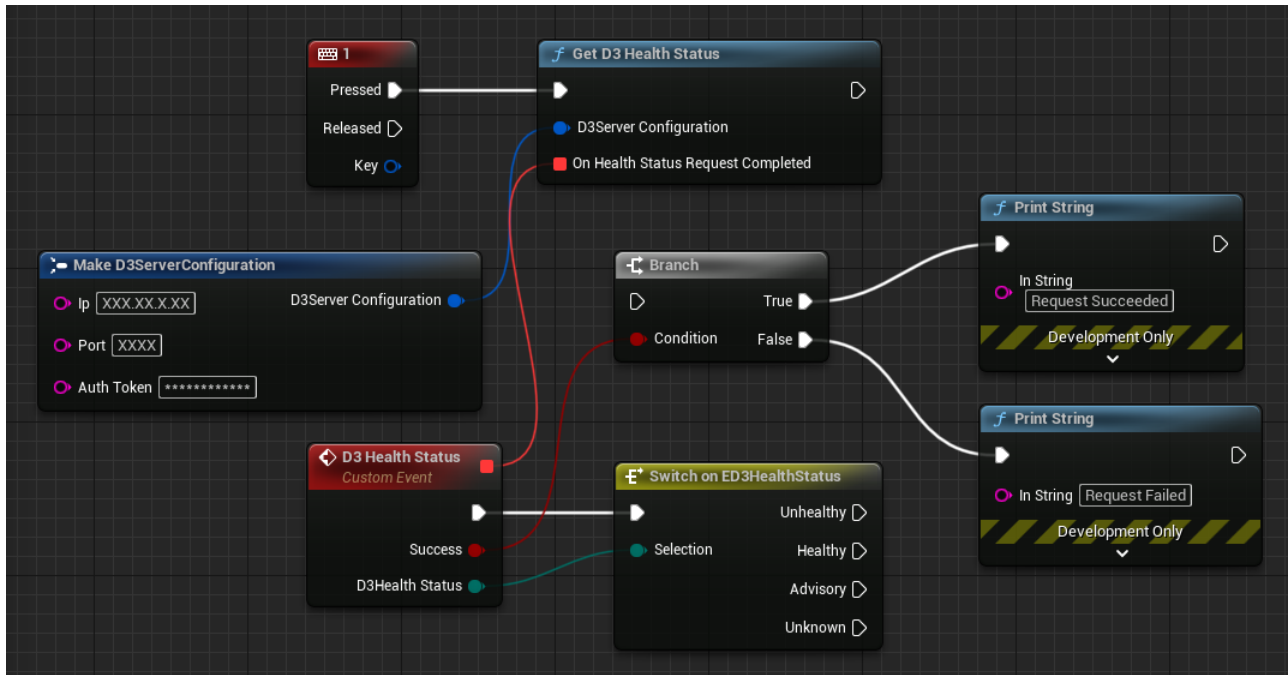 1
Pressed
Released
Key
Get D3 Health Status
D3Server Configuration
On Health Status Request Completed
Make D3ServerConfiguration
Ip XXX.XX.X.XX
D3Server Configuration
Port XXXX
Auth Token ************
Branch
True
Condition
False
Print String
In String
Request Succeeded
Development Only
Print String
In String Request Failed
Development Only
D3 Health Status
Custom Event
Success
D3Health Status
Switch on ED3HealthStatus
Unhealthy
Selection
Healthy
Advisory
Unknown